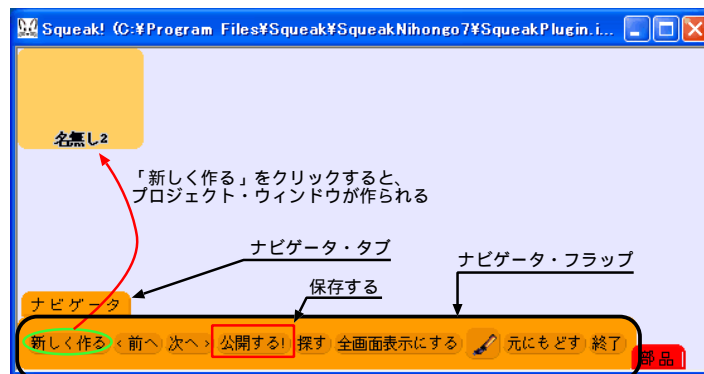 Squeak! (C:¥Program Files¥Squeak¥SqueakNihongo7¥SqueakPlugin.i...
名無し2
「新しく作る」をクリックすると、
プロジェクト・ウィンドウが作られる
ナビゲータ・タブ
ナビゲータ・フラップ
保存する
ナビゲータ
新しく作る ‹ 前へ 次へ › 公開する! 探す 全画面表示にする 元にもどす 終了
部品